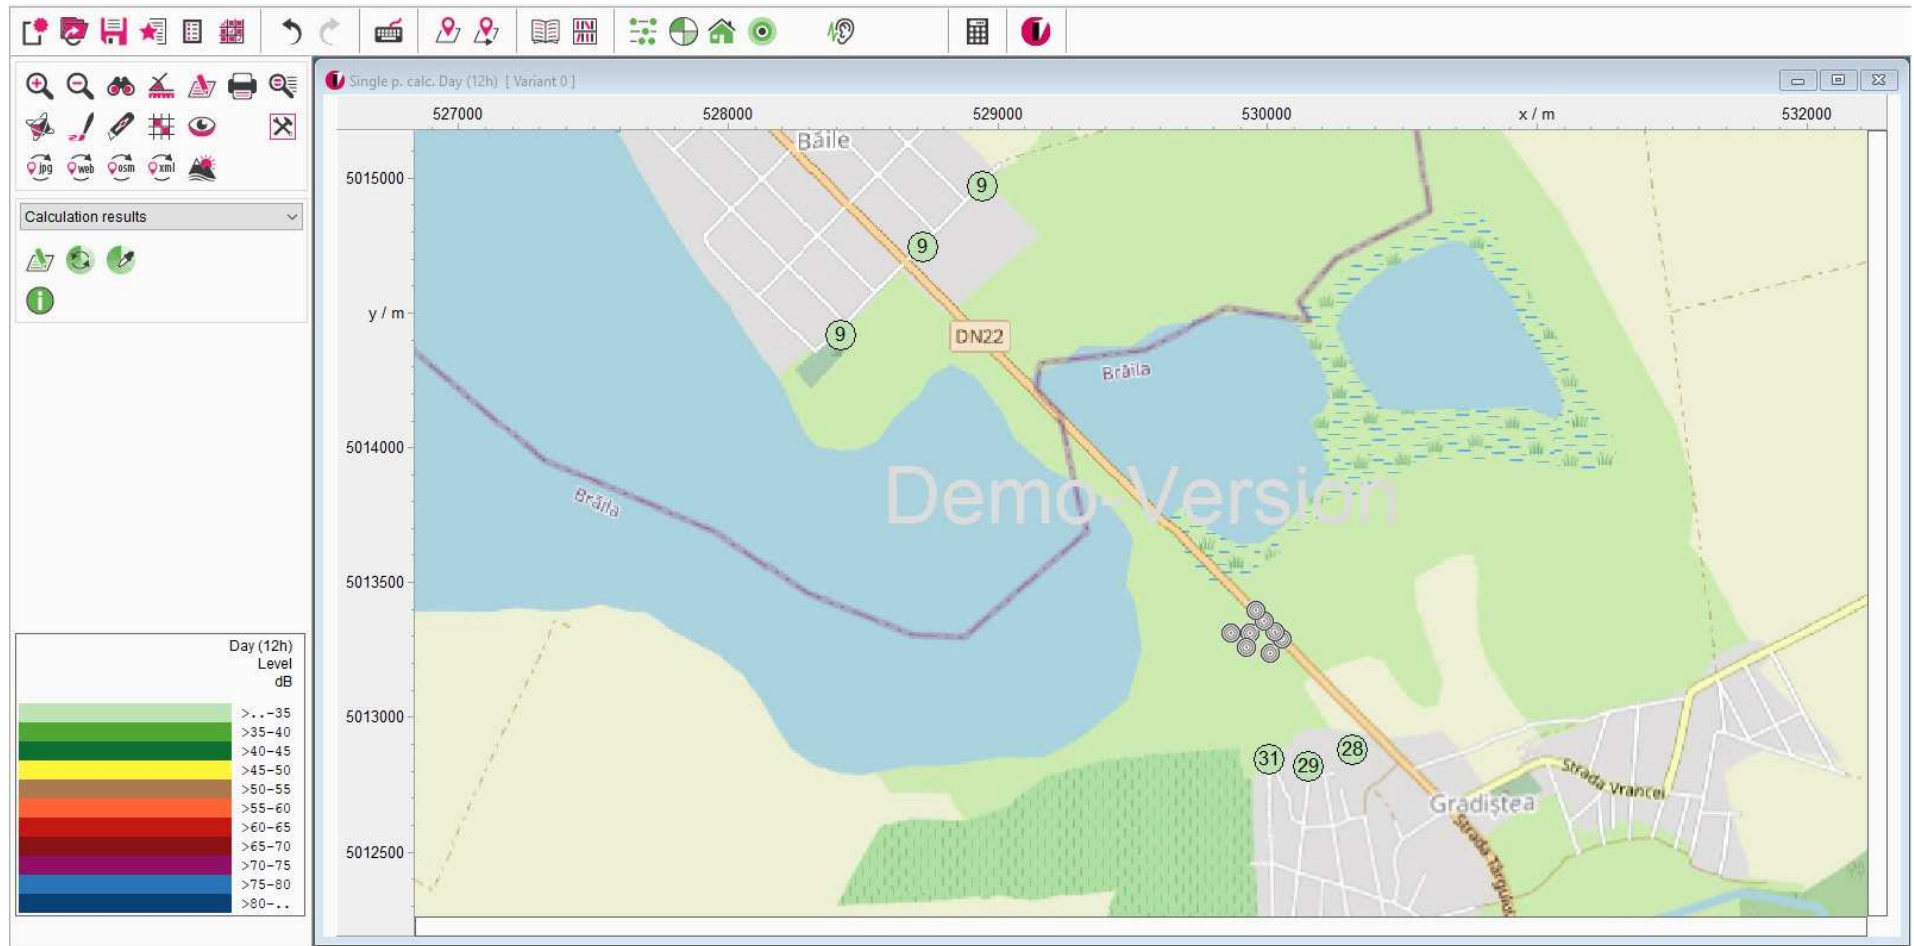 Single p. calc. Day (12h) [ Variant 0 ]
527000 528000 529000 530000 x / m 532000
jpg web osm xml
Calculation results
Băile
5015000
9
9
y / m
9
DN22
Brăila
5014000
Demo-Version
Brăila
5013500
Day (12h)
Level
dB
>..-35
>35-40
>40-45
>45-50
>50-55
>55-60
>60-65
>65-70
>70-75
>75-80
>80-..
5013000
31 29 28
Strada Vrancei
Gradiștea
5012500